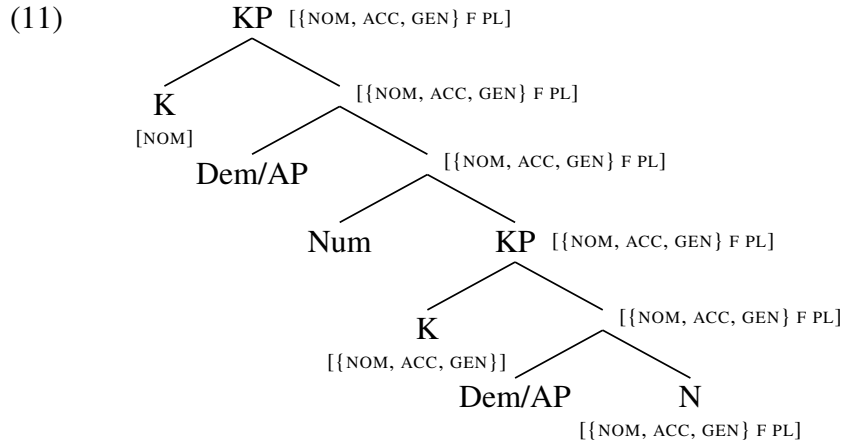 (11) KP [{NOM, ACC, GEN} F PL]
K [{NOM, ACC, GEN} F PL]
[NOM]
Dem/AP [{NOM, ACC, GEN} F PL]
Num KP [{NOM, ACC, GEN} F PL]
K [{NOM, ACC, GEN} F PL]
[{NOM, ACC, GEN}]
Dem/AP N
[{NOM, ACC, GEN} F PL]